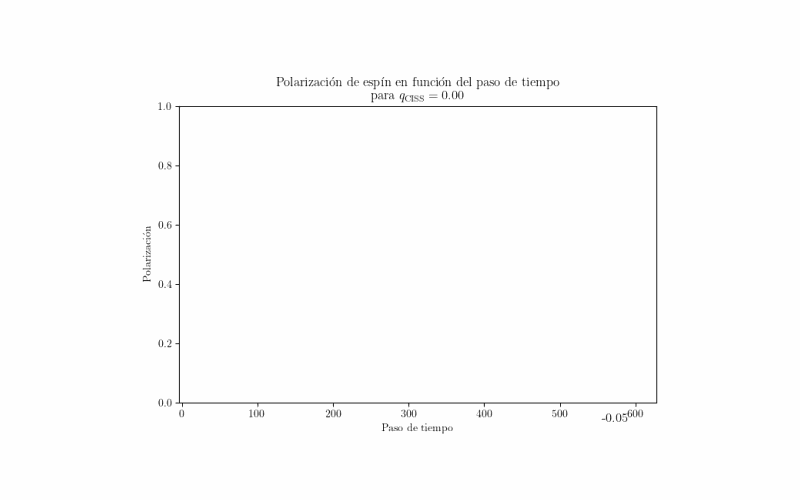 Polarización de espín en función del paso de tiempo
para qCISS = 0.00
1.0
0.8
0.6
0.4
0.2
0.0
Polarización
0 100 200 300 400 500 600
-0.05
Paso de tiempo